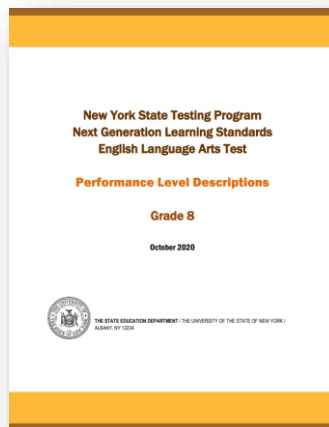 New York State Testing Program
Next Generation Learning Standards
English Language Arts Test
Performance Level Descriptions
Grade 8
October 2020
THE STATE EDUCATION DEPARTMENT / THE UNIVERSITY OF THE STATE OF NEW YORK /
ALBANY, NY 12234